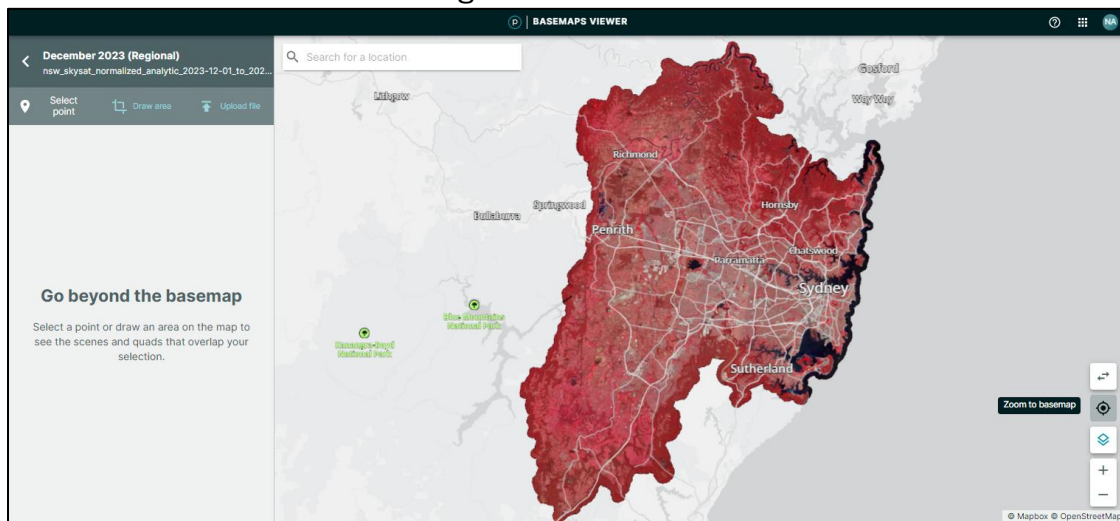 p | BASEMAPS VIEWER
NA
December 2023 (Regional)
nsw_skysat_normalized_analytic_2023-12-01_to_202...
Select point
Draw area
Upload file
Search for a location
Go beyond the basemap
Select a point or draw an area on the map to
see the scenes and quads that overlap your
selection.
Gosford
Woy Woy
Lithgow
Richmond
Springwood
Bullaburra
Hornsby
Penrith
Chatswood
Parramatta
Sydney
Blue Mountains
National Park
Kanangra-Boyd
National Park
Sutherland
Zoom to basemap
+
−
© Mapbox © OpenStreetMap